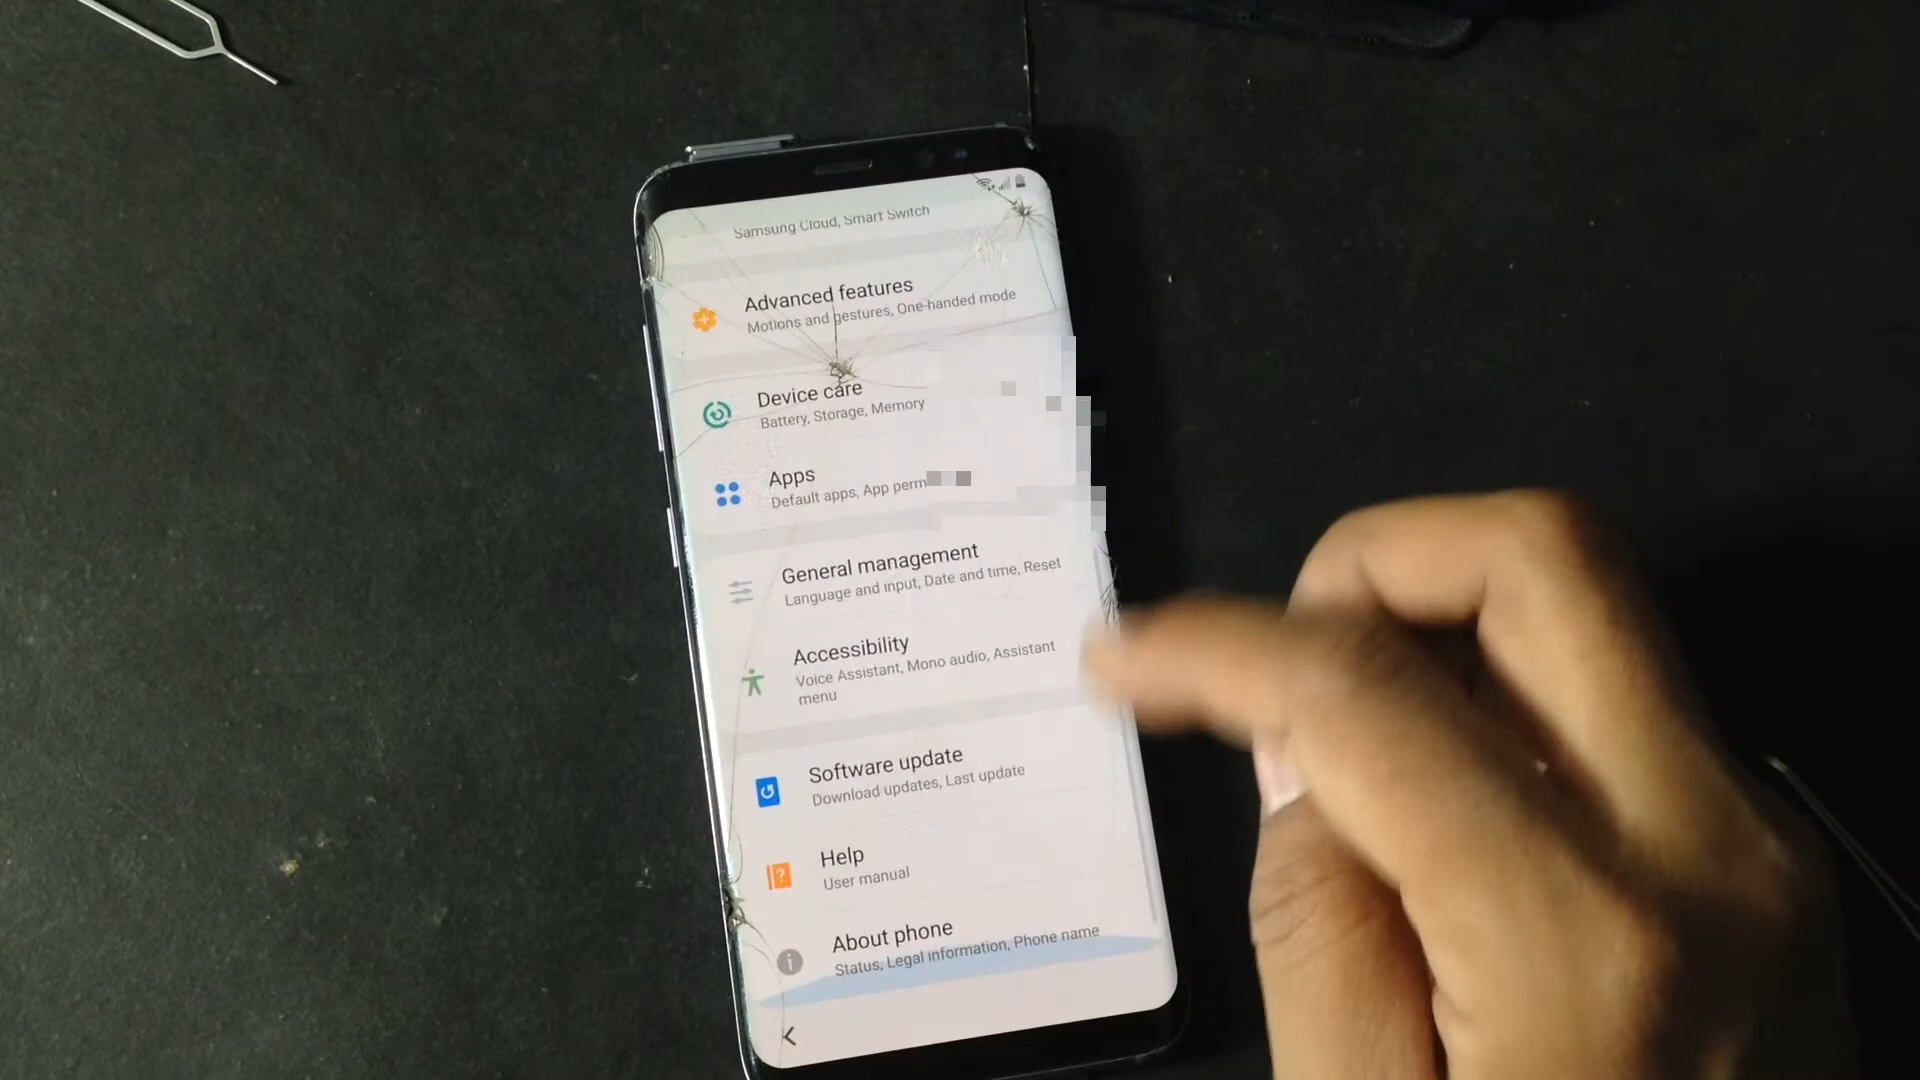 Samsung Cloud, Smart Switch
Advanced features
Motions and gestures, One-handed mode
Device care
Battery, Storage, Memory
Apps
Default apps, App perm
General management
Language and input, Date and time, Reset
Accessibility
Voice Assistant, Mono audio, Assistant
menu
Software update
Download updates, Last update
Help
User manual
About phone
Status, Legal information, Phone name